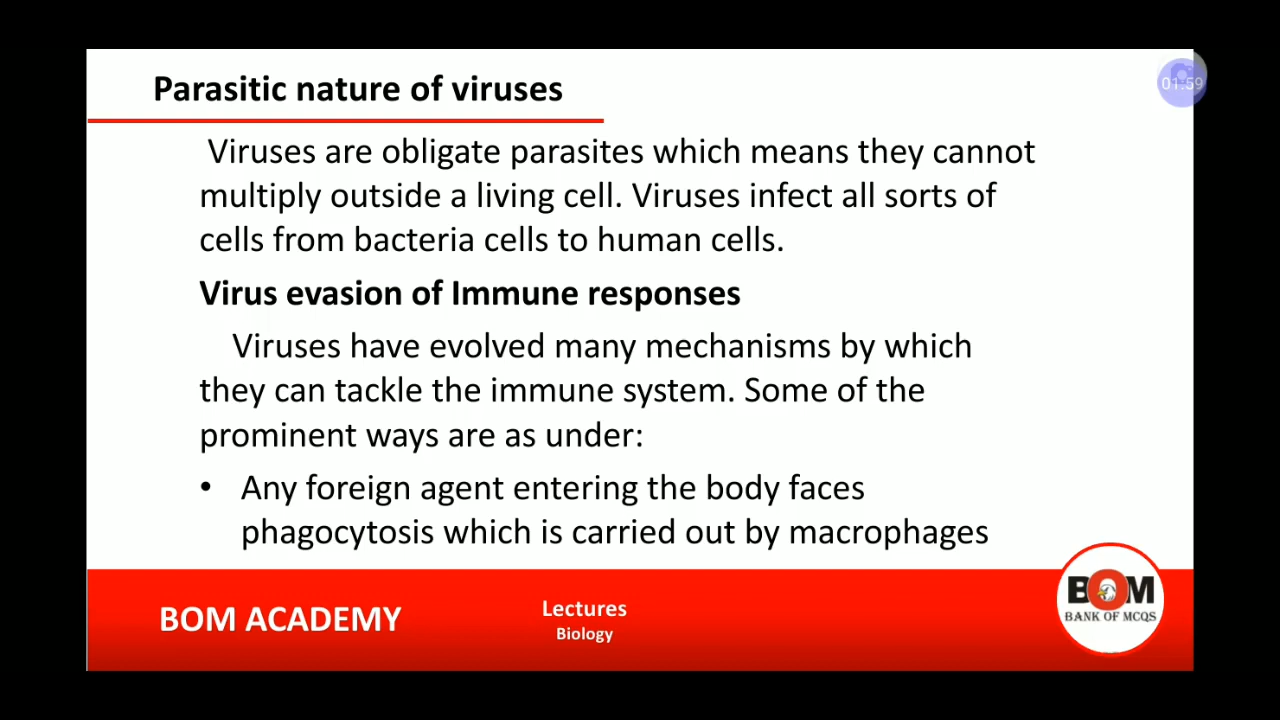 Parasitic nature of viruses
01:59
Viruses are obligate parasites which means they cannot
multiply outside a living cell. Viruses infect all sorts of
cells from bacteria cells to human cells.
Virus evasion of Immune responses
Viruses have evolved many mechanisms by which
they can tackle the immune system. Some of the
prominent ways are as under:
• Any foreign agent entering the body faces
phagocytosis which is carried out by macrophages
BOM ACADEMY
Lectures
Biology
BOM
BANK OF MCQS